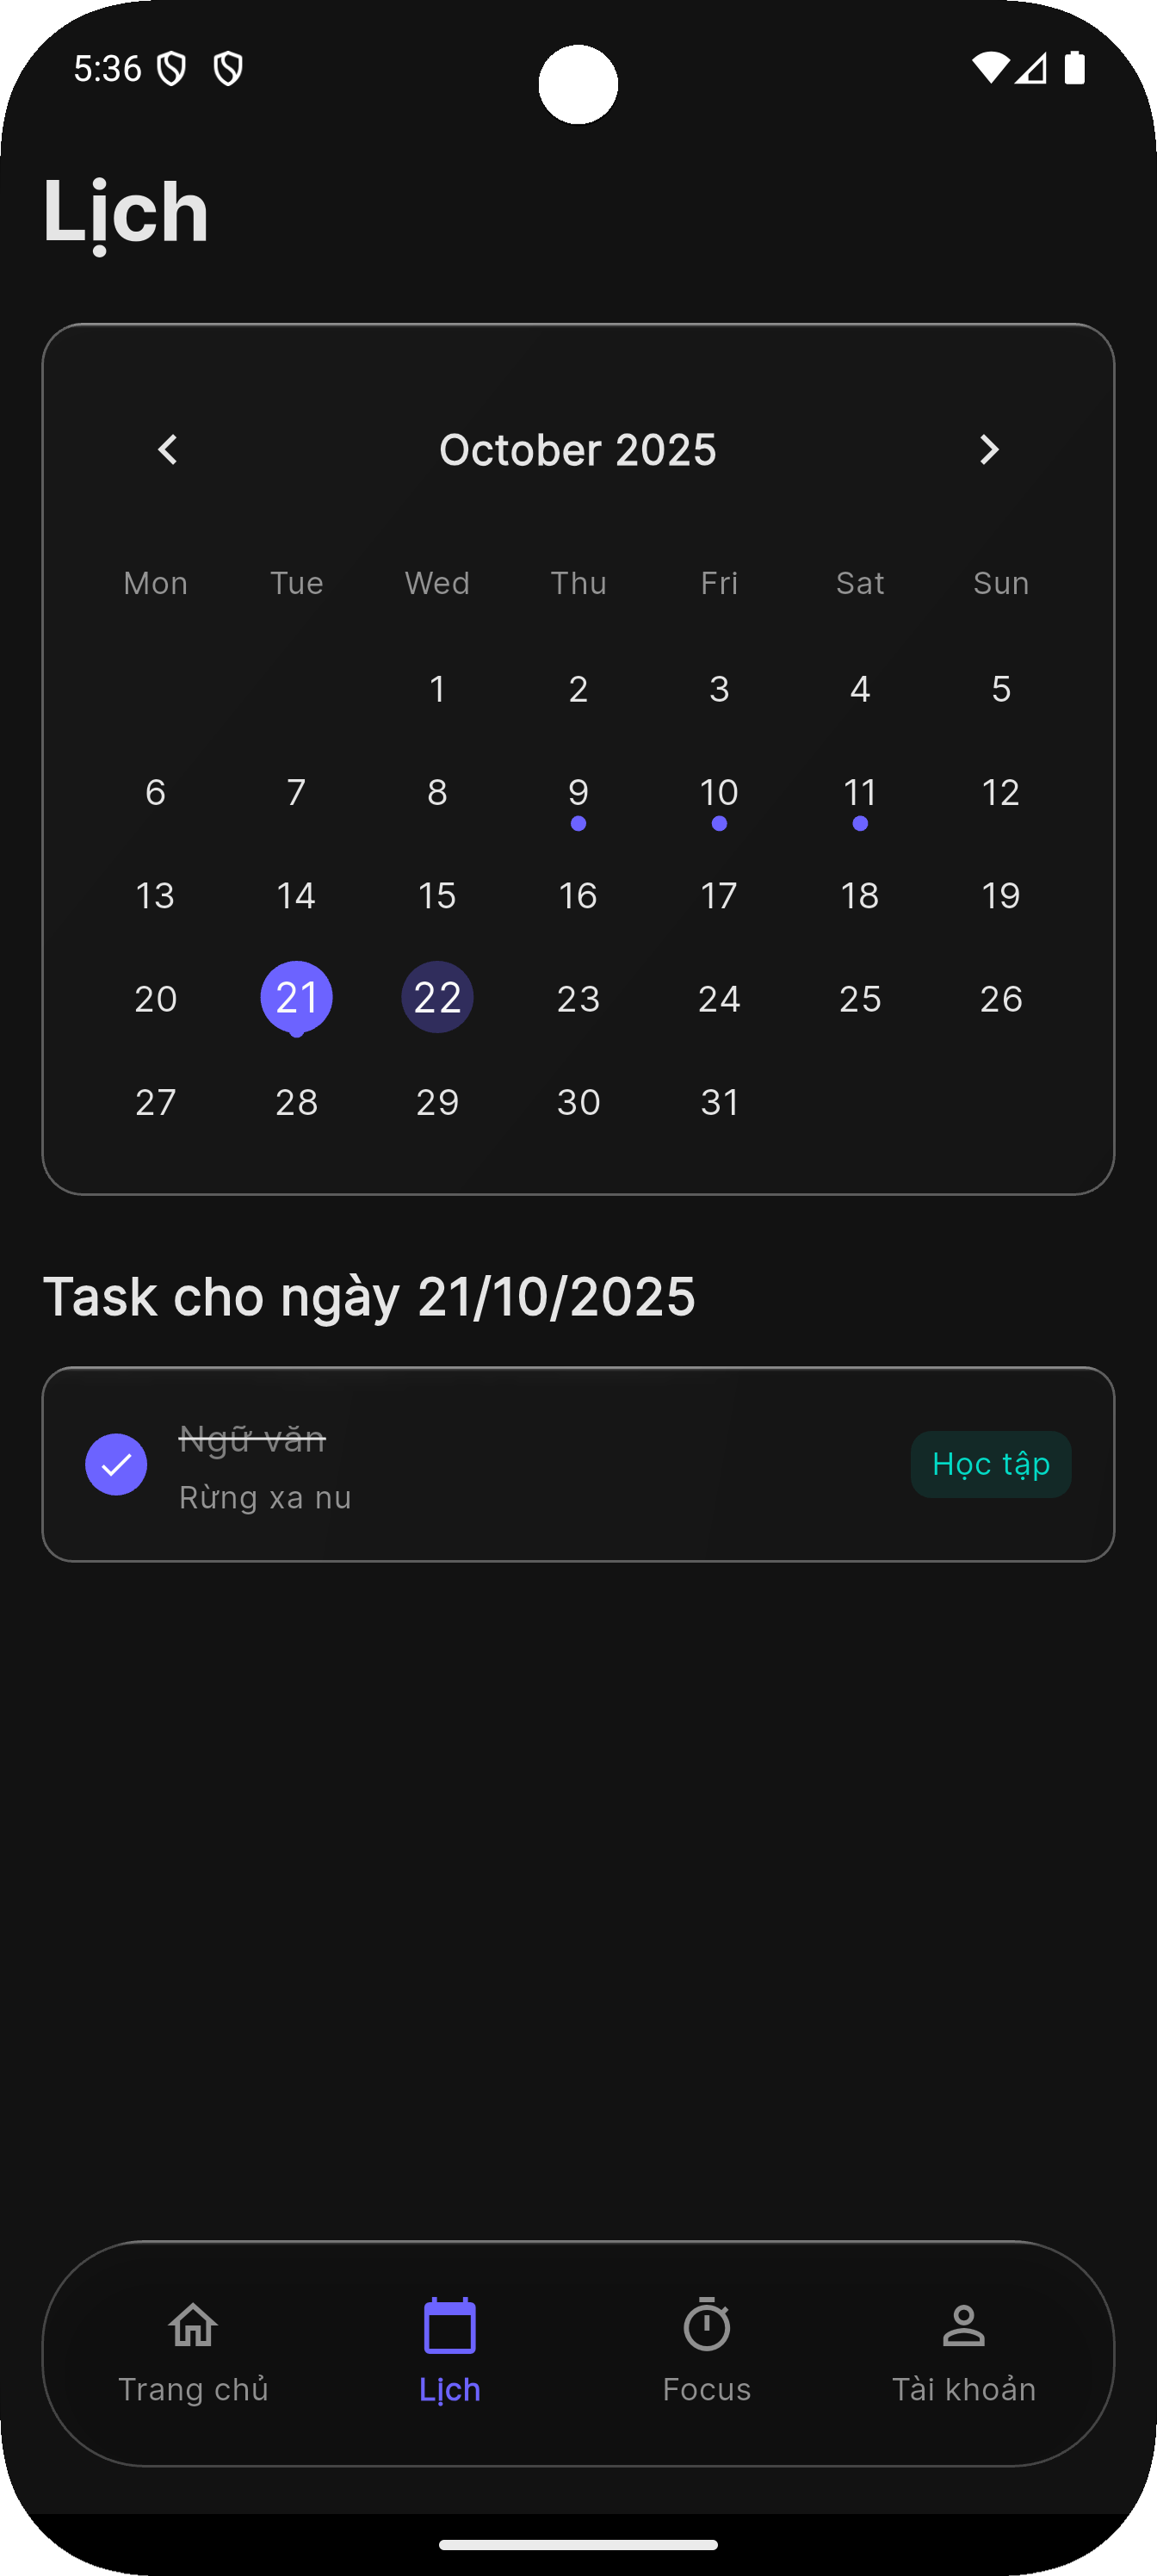 5:36
Lịch
October 2025
Mon Tue Wed Thu Fri Sat Sun
1 2 3 4 5
6 7 8 9 10 11 12
13 14 15 16 17 18 19
20 21 22 23 24 25 26
27 28 29 30 31
Task cho ngày 21/10/2025
Ngữ văn
Rừng xa nu
Học tập
Trang chủ Lịch Focus Tài khoản